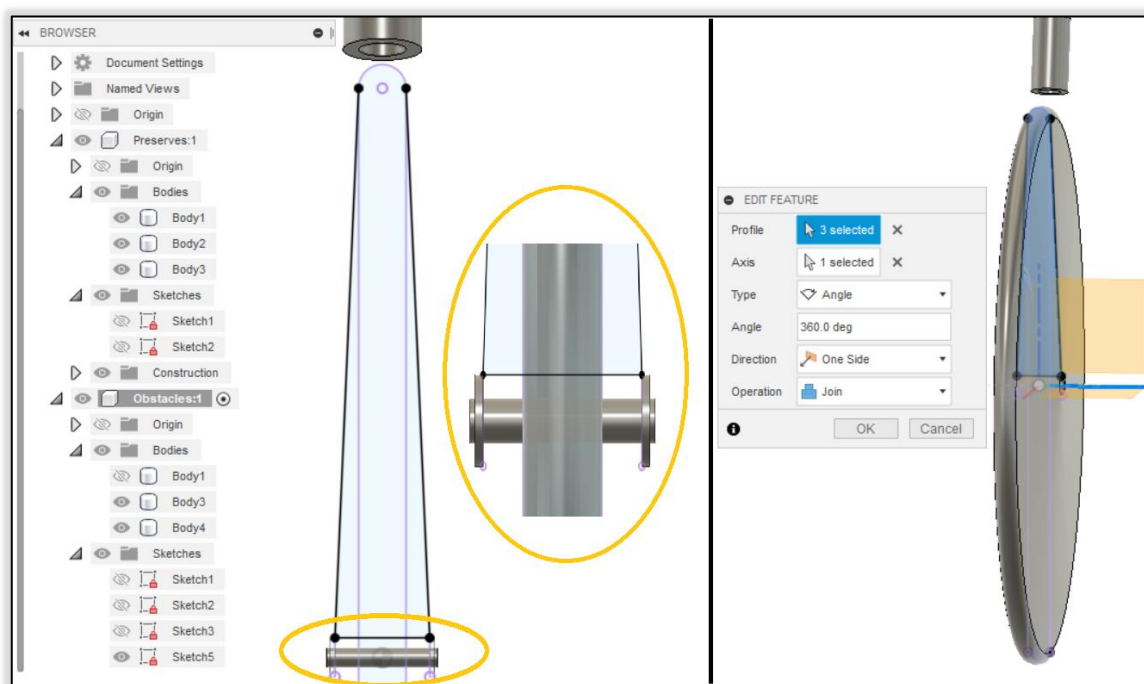 BROWSER
Document Settings
Named Views
Origin
Preserves:1
Origin
Bodies
Body1
Body2
Body3
Sketches
Sketch1
Sketch2
Construction
Obstacles:1
Origin
Bodies
Body1
Body3
Body4
Sketches
Sketch1
Sketch2
Sketch3
Sketch5
EDIT FEATURE
Profile 3 selected
Axis 1 selected
Type Angle
Angle 360.0 deg
Direction One Side
Operation Join
OK Cancel